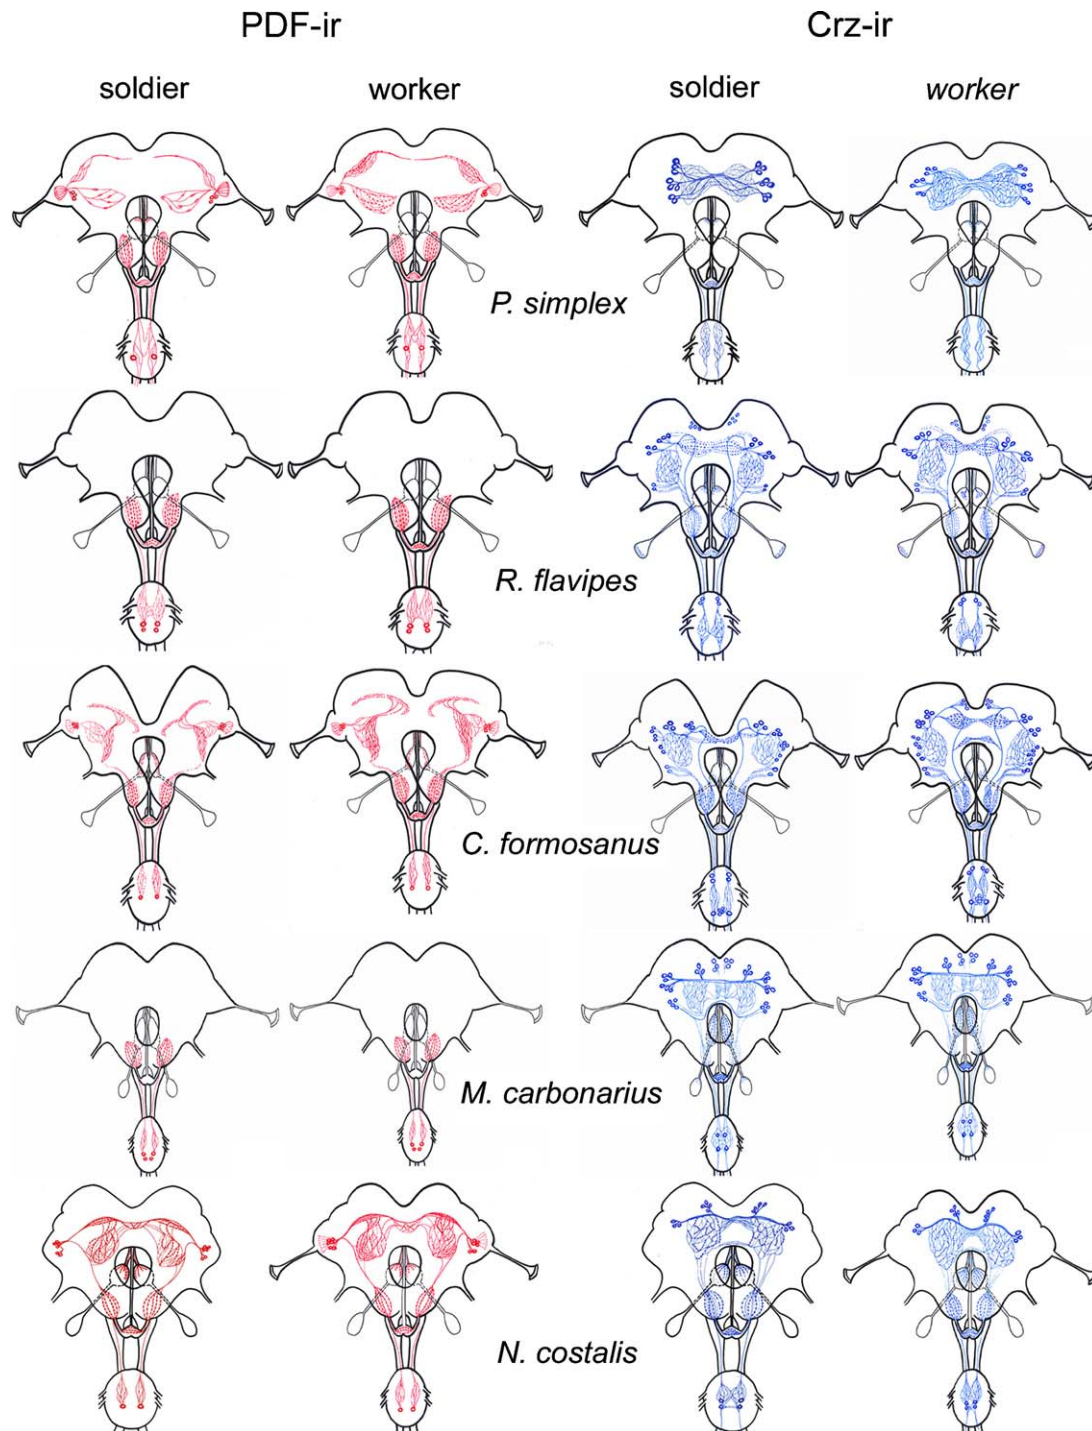 PDF-ir Crz-ir
soldier worker soldier worker
P. simplex
R. flavipes
C. formosanus
M. carbonarius
N. costalis